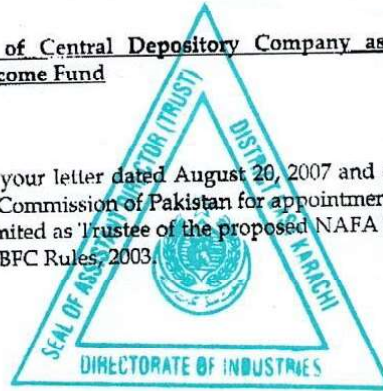 of Central Depository Company as
come Fund
your letter dated August 20, 2007 and
Commission of Pakistan for appointment
mited as Trustee of the proposed NAFA
BFC Rules, 2003.
SEAL OF ASSISTANT DIRECTOR (TRUST)
DISTRICT EAST KARACHI
DIRECTORATE OF INDUSTRIES